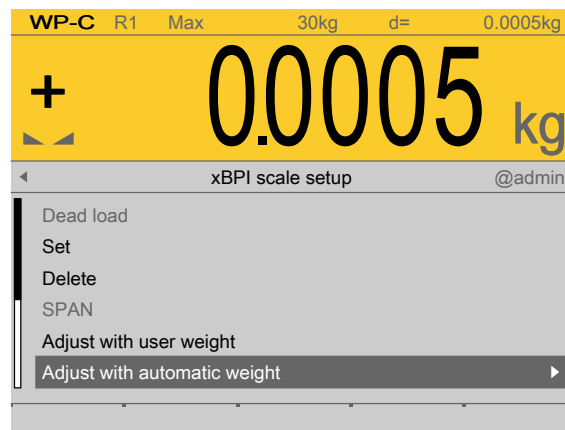 WP-C R1 Max 30kg d= 0.0005kg
+ 0.0005 kg
xBPI scale setup @admin
Dead load
Set
Delete
SPAN
Adjust with user weight
Adjust with automatic weight